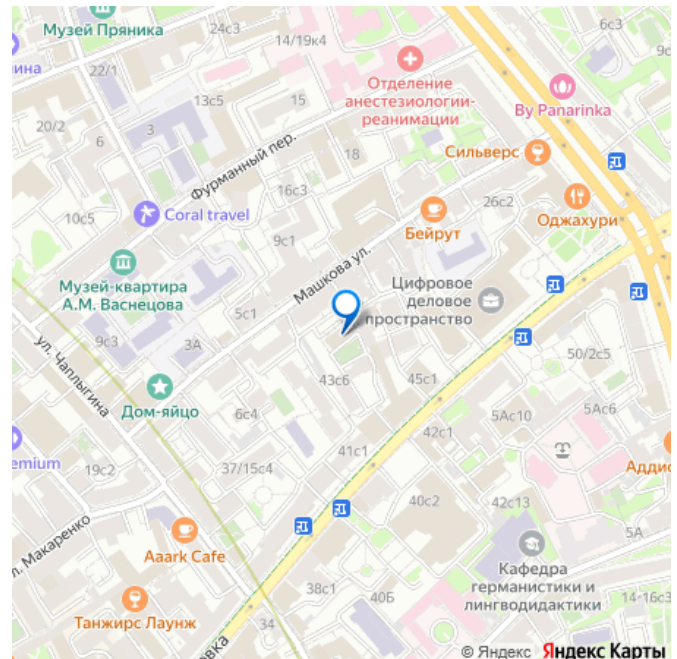 24с3
63с
Музей Пряника
14/19к4
ина
22/1
Отделение
анестезиологии-
реанимации
13с5
15
By Panarinka
20/2
3
6
Сильверс
18
Фурманный пер.
16с3
10с5
Coral travel
26с2
Бейрут
Оджахури
9с1
Машкова ул.
Музей-квартира
А.М. Васнецова
Цифровое
деловое
пространство
5с1
9с3
3А
ул. Чаплыгина
50/2с5
43с6
45с1
Дом-яйцо
6с4
5Ас10
5Ас6
42с1
41с1
emium
19с2
37/15с4
Аддис
40с2
42с13
л. Макаренко
5А
Aaark Cafe
Кафедра
германистики и
лингводидактики
38с1
40Б
14-16с3
Танжирс Лаунж
34
овка
© Яндекс Яндекс Карты